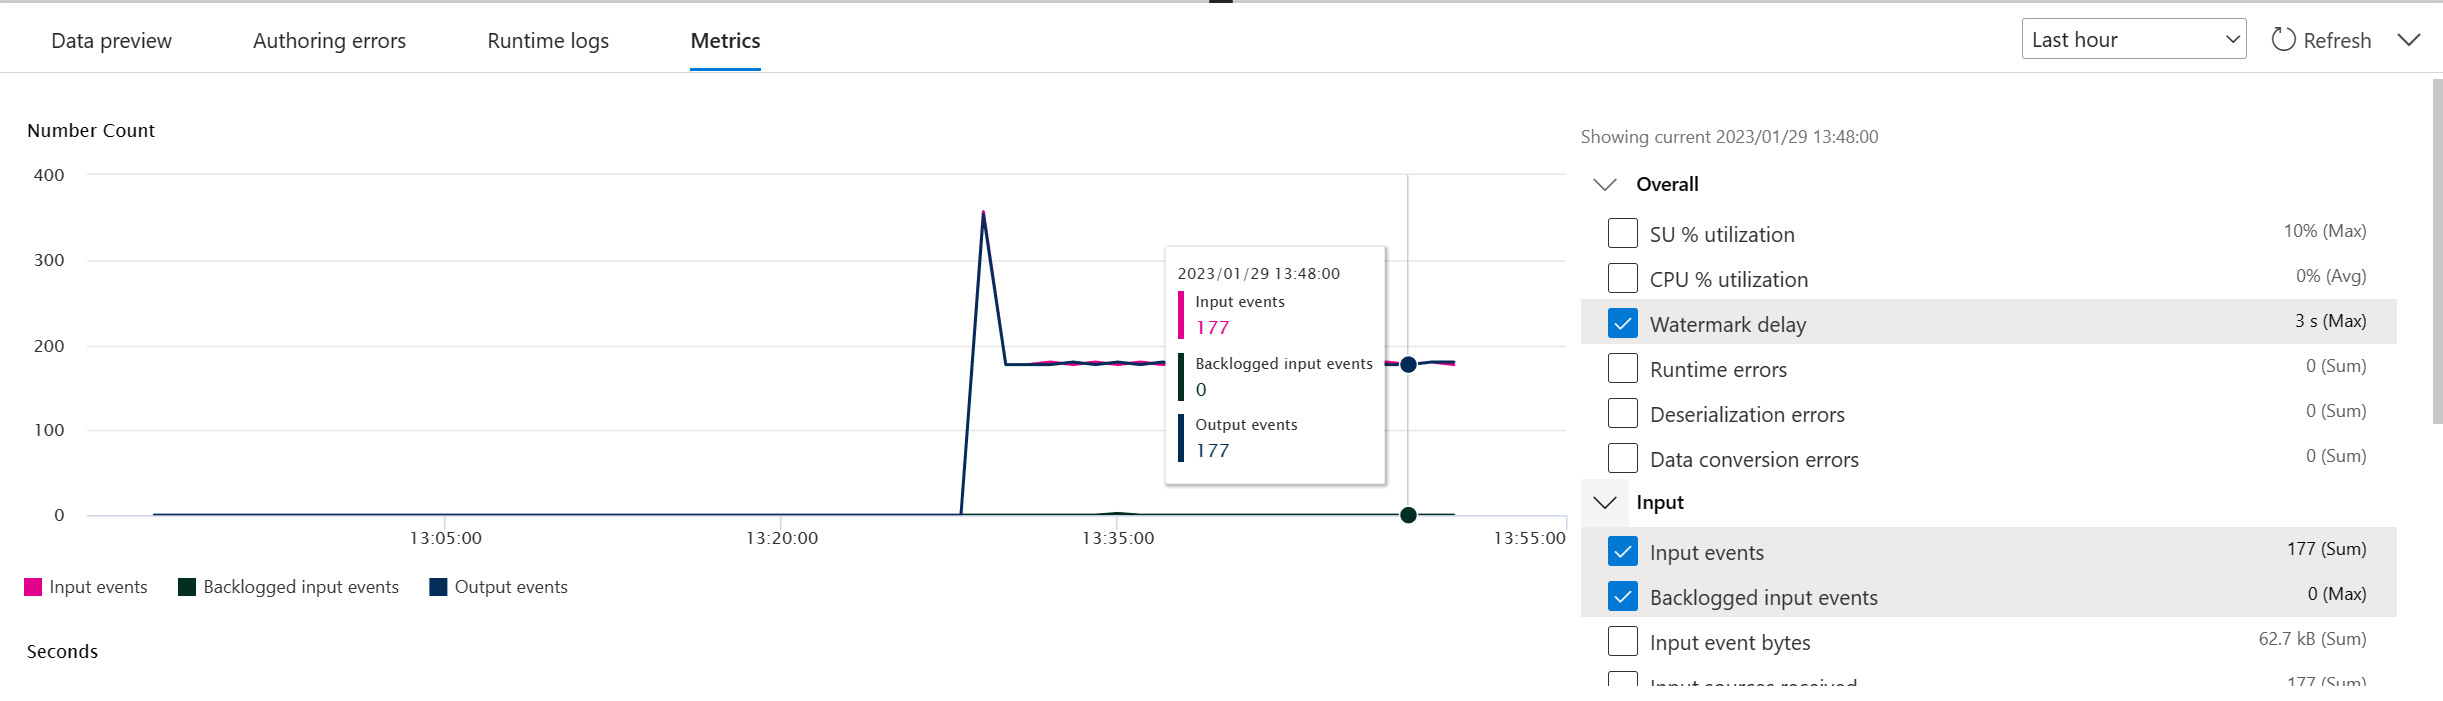 Data preview
Authoring errors
Runtime logs
Metrics
Last hour
Refresh
Number Count
400
300
200
100
0
13:05:00
13:20:00
13:35:00
13:55:00
2023/01/29 13:48:00
Input events
177
Backlogged input events
0
Output events
177
Input events
Backlogged input events
Output events
Seconds
Showing current 2023/01/29 13:48:00
Overall
SU % utilization 10% (Max)
CPU % utilization 0% (Avg)
Watermark delay 3 s (Max)
Runtime errors 0 (Sum)
Deserialization errors 0 (Sum)
Data conversion errors 0 (Sum)
Input
Input events 177 (Sum)
Backlogged input events 0 (Max)
Input event bytes 62.7 kB (Sum)
Input sources received 177 (Sum)